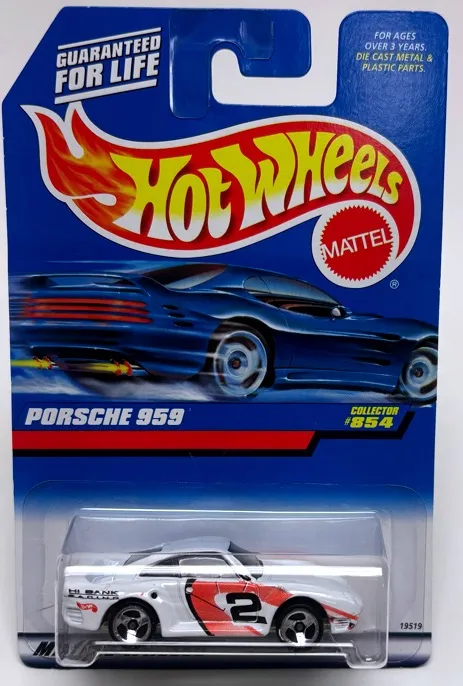 GUARANTEED
FOR LIFE
FOR AGES
OVER 3 YEARS.
DIE CAST METAL &
PLASTIC PARTS.
HOT WHEELS
MATTEL
®
PORSCHE 959
COLLECTOR
#854
HI BANK
RACING
2
19519